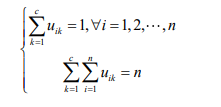 ∑_{k=1}^{c} u_{ik} = 1, ∀i = 1, 2, ⋯, n
∑_{k=1}^{c} ∑_{i=1}^{n} u_{ik} = n